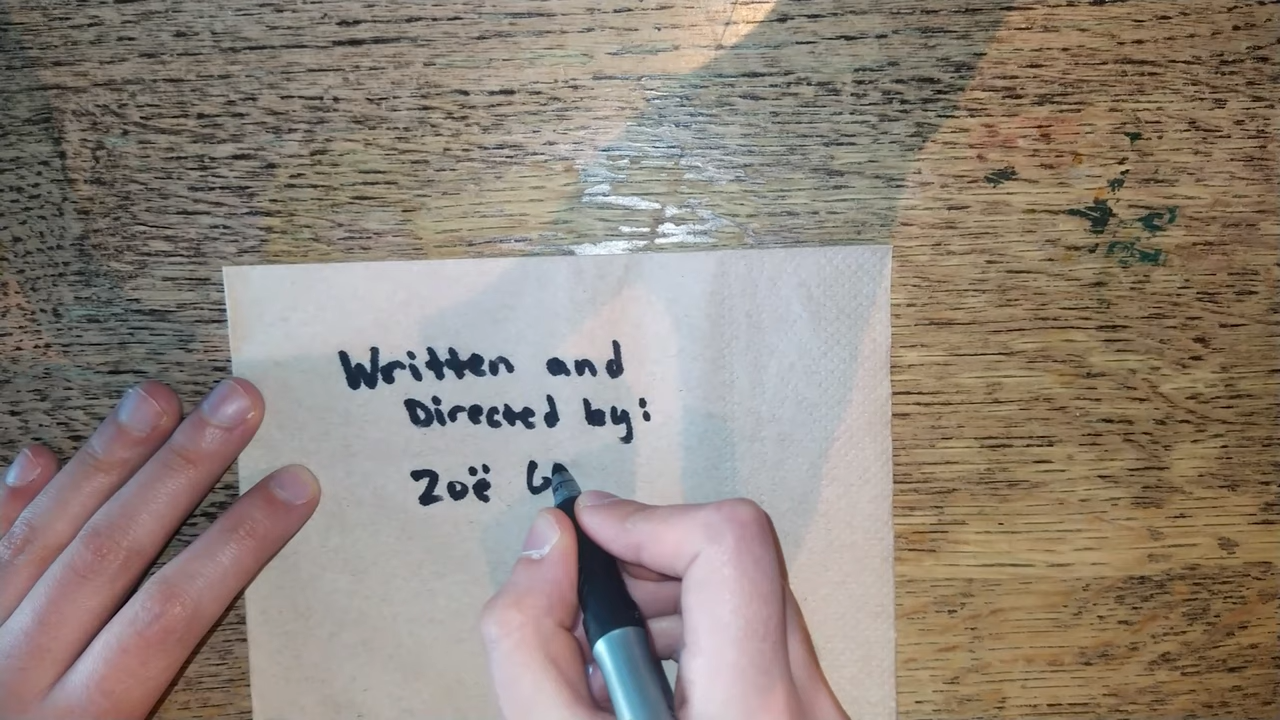 Written and
Directed by:
Zoë